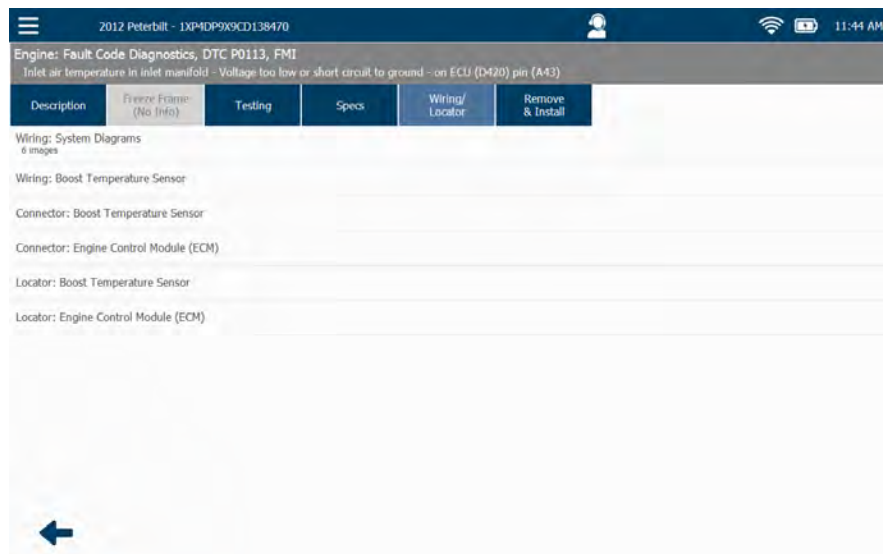 2012 Peterbilt - 1XP4DP9X9CD138470
11:44 AM
Engine: Fault Code Diagnostics, DTC P0113, FMI
Inlet air temperature in inlet manifold - Voltage too low or short circuit to ground - on ECU (D420) pin (A43)
Description
Freeze Frame
(No Info)
Testing
Specs
Wiring/
Locator
Remove
& Install
Wiring: System Diagrams
6 images
Wiring: Boost Temperature Sensor
Connector: Boost Temperature Sensor
Connector: Engine Control Module (ECM)
Locator: Boost Temperature Sensor
Locator: Engine Control Module (ECM)